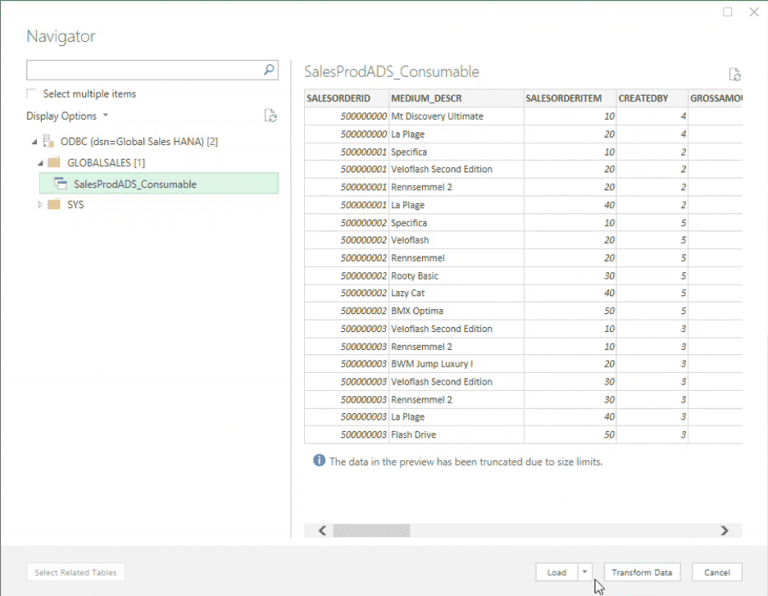 Navigator
Select multiple items
Display Options
ODBC (dsn=Global Sales HANA) [2]
GLOBALSALES [1]
SalesProdADS_Consumable
SYS
SalesProdADS_Consumable
SALESORDERID MEDIUM_DESCR SALESORDERITEM CREATEDBY GROSSAMOU
500000000 Mt Discovery Ultimate 10 4
500000000 La Plage 20 4
500000001 Specifica 10 2
500000001 Veloflash Second Edition 20 2
500000001 Rennsemmel 2 20 2
500000001 La Plage 40 2
500000002 Specifica 10 5
500000002 Veloflash 20 5
500000002 Rennsemmel 20 5
500000002 Rooty Basic 30 5
500000002 Lazy Cat 40 5
500000002 BMX Optima 50 5
500000003 Veloflash Second Edition 10 3
500000003 Rennsemmel 2 10 3
500000003 BWM Jump Luxury I 20 3
500000003 Veloflash Second Edition 30 3
500000003 Rennsemmel 2 30 3
500000003 La Plage 40 3
500000003 Flash Drive 50 3
The data in the preview has been truncated due to size limits.
Select Related Tables
Load
Transform Data
Cancel